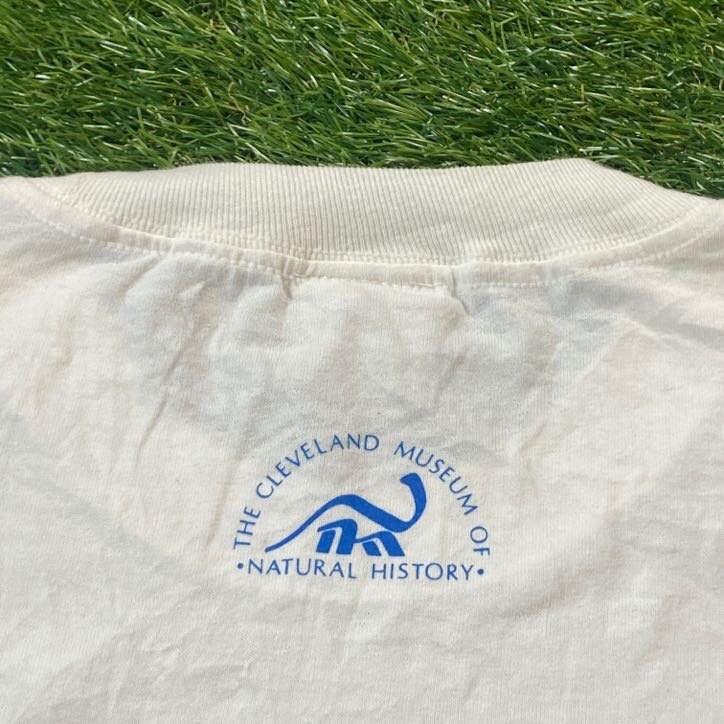 THE CLEVELAND MUSEUM OF
•NATURAL HISTORY•